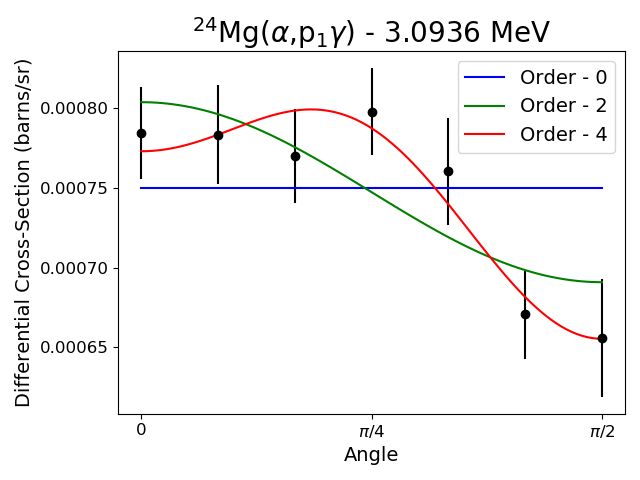 ²⁴Mg(α,p₁γ) - 3.0936 MeV
Differential Cross-Section (barns/sr)
0.00080
0.00075
0.00070
0.00065
Order - 0
Order - 2
Order - 4
0
π/4
π/2
Angle